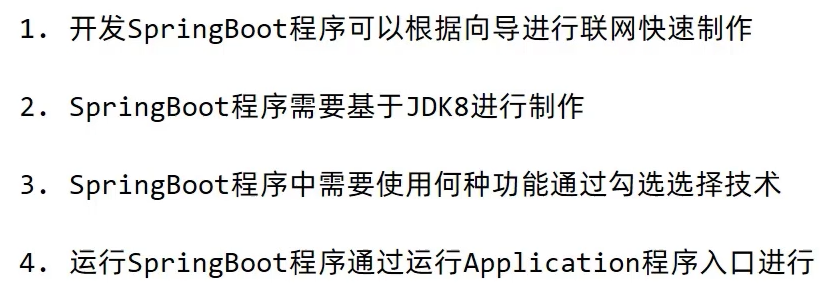 1. 开发SpringBoot程序可以根据向导进行联网快速制作
2. SpringBoot程序需要基于JDK8进行制作
3. SpringBoot程序中需要使用何种功能通过勾选选择技术
4. 运行SpringBoot程序通过运行Application程序入口进行